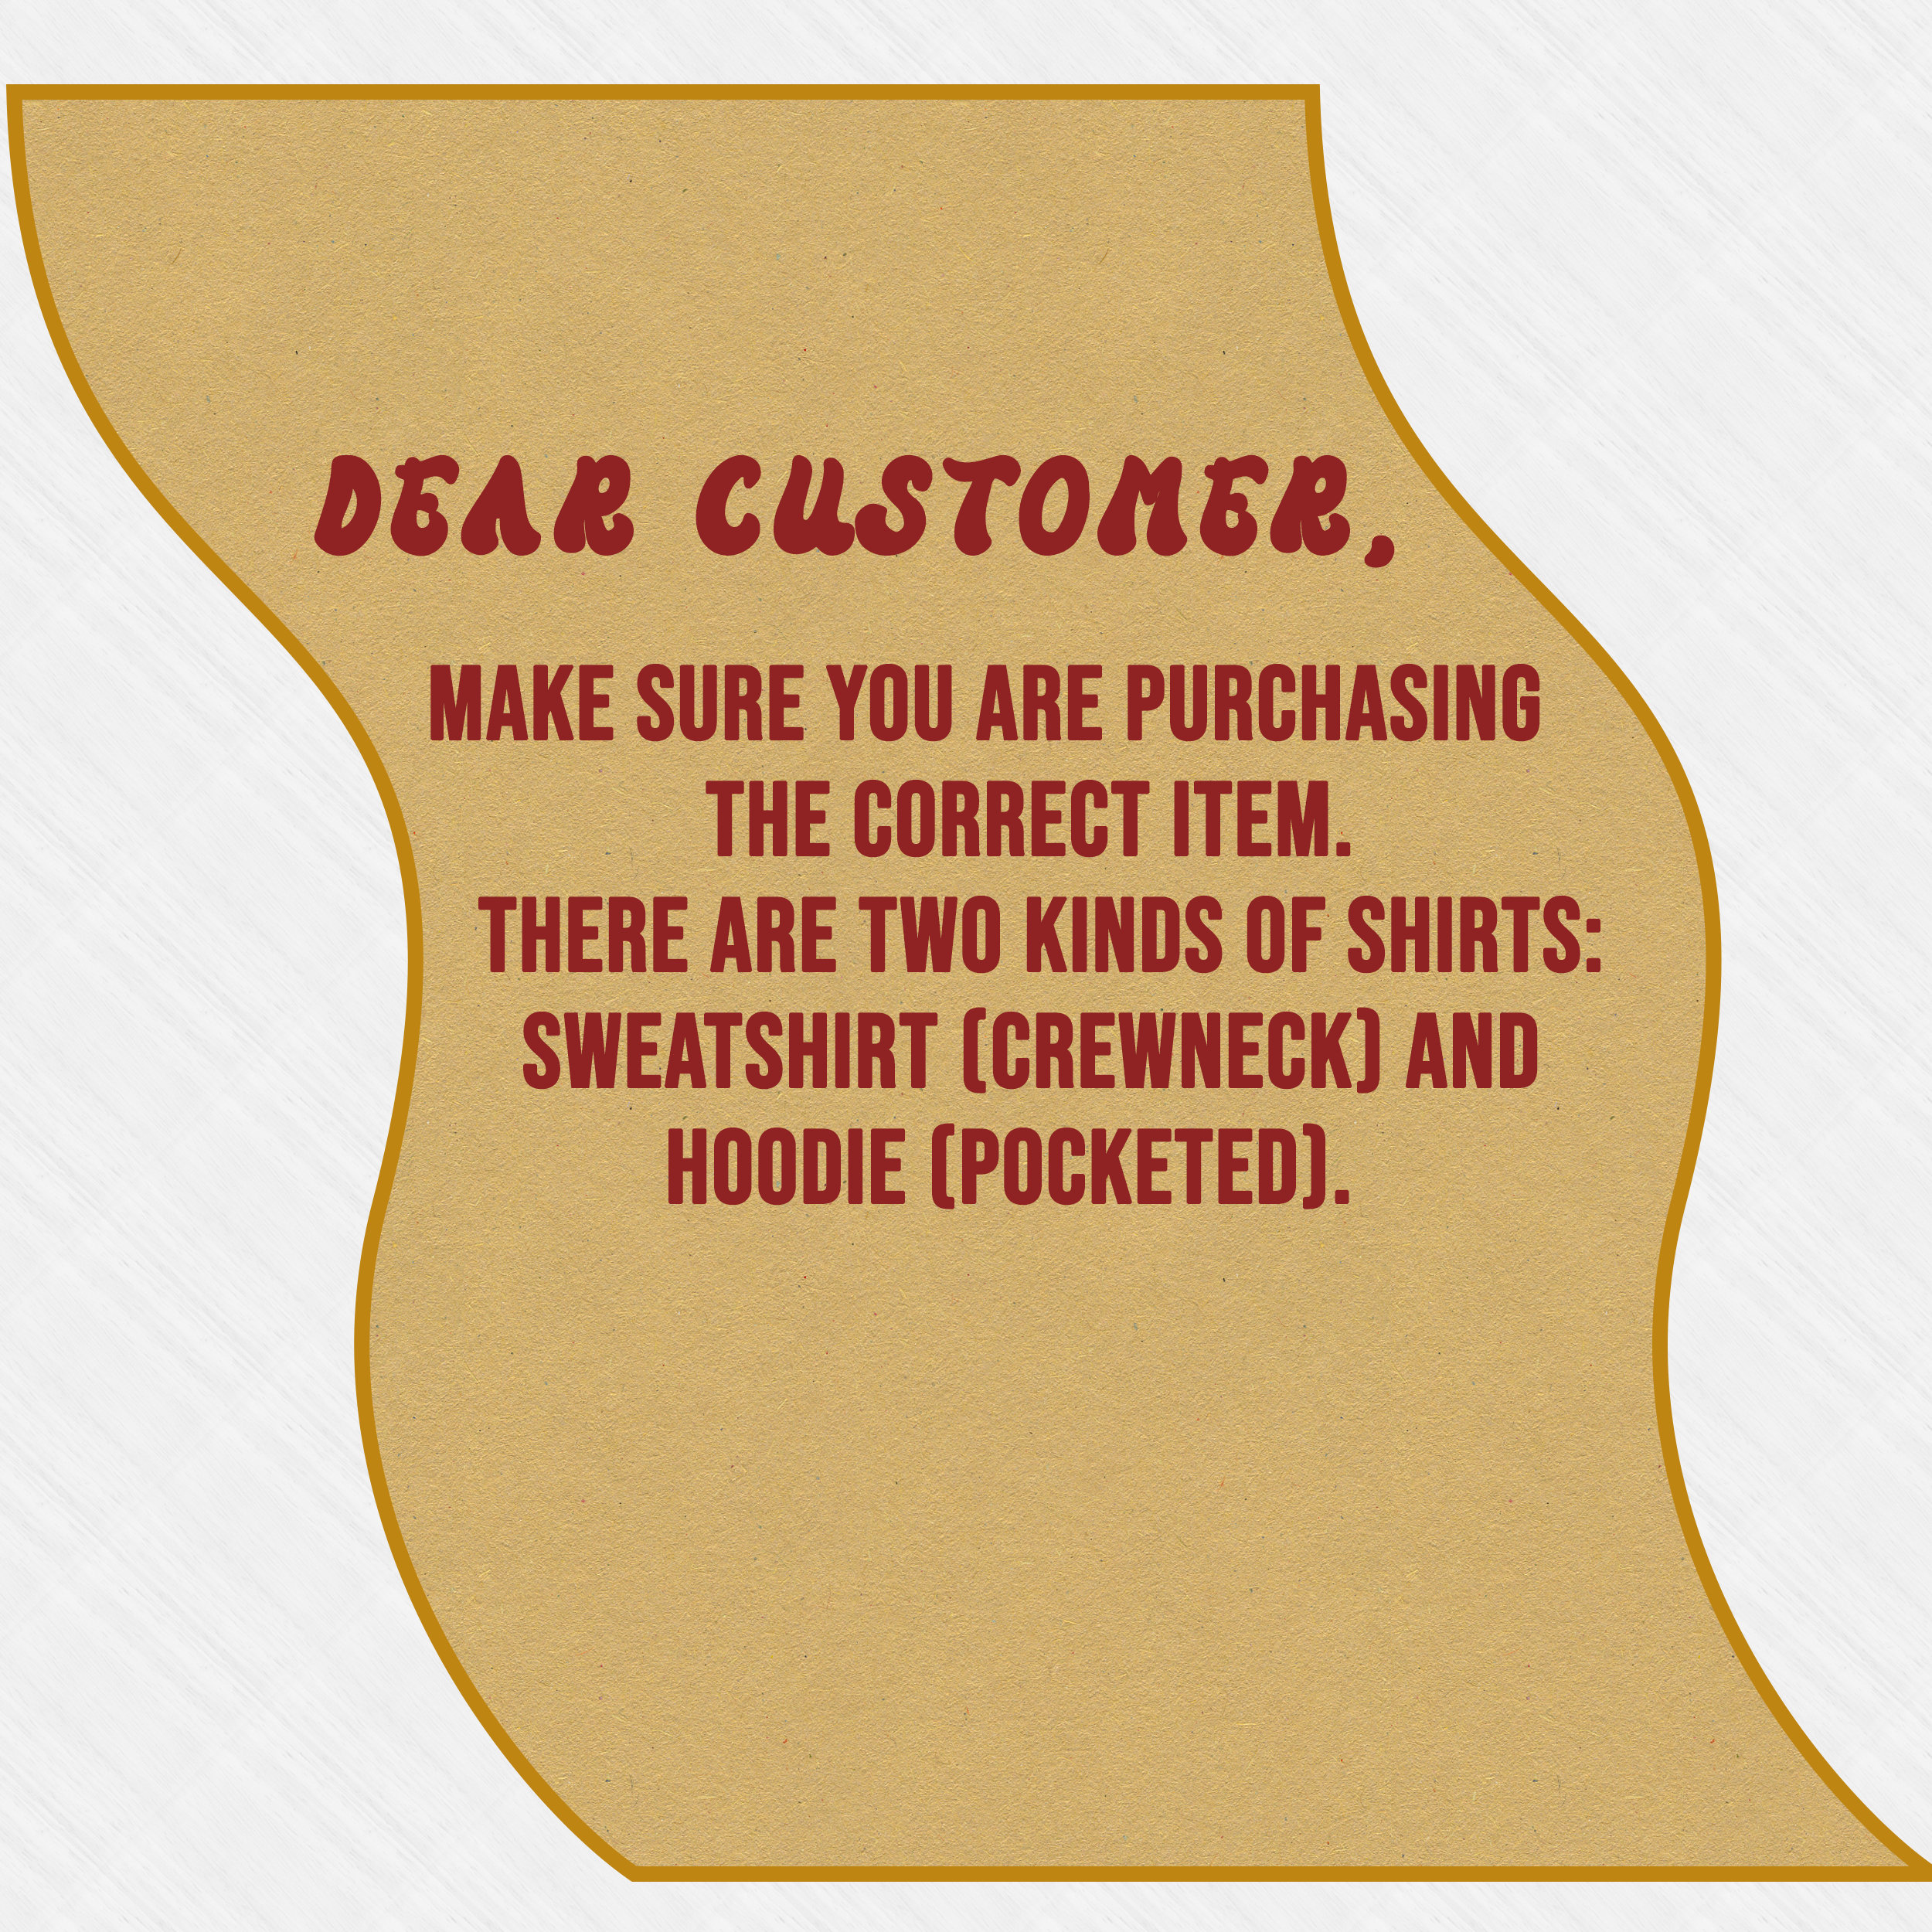 DEAR CUSTOMER,
MAKE SURE YOU ARE PURCHASING
THE CORRECT ITEM.
THERE ARE TWO KINDS OF SHIRTS:
SWEATSHIRT (CREWNECK) AND
HOODIE (POCKETED).